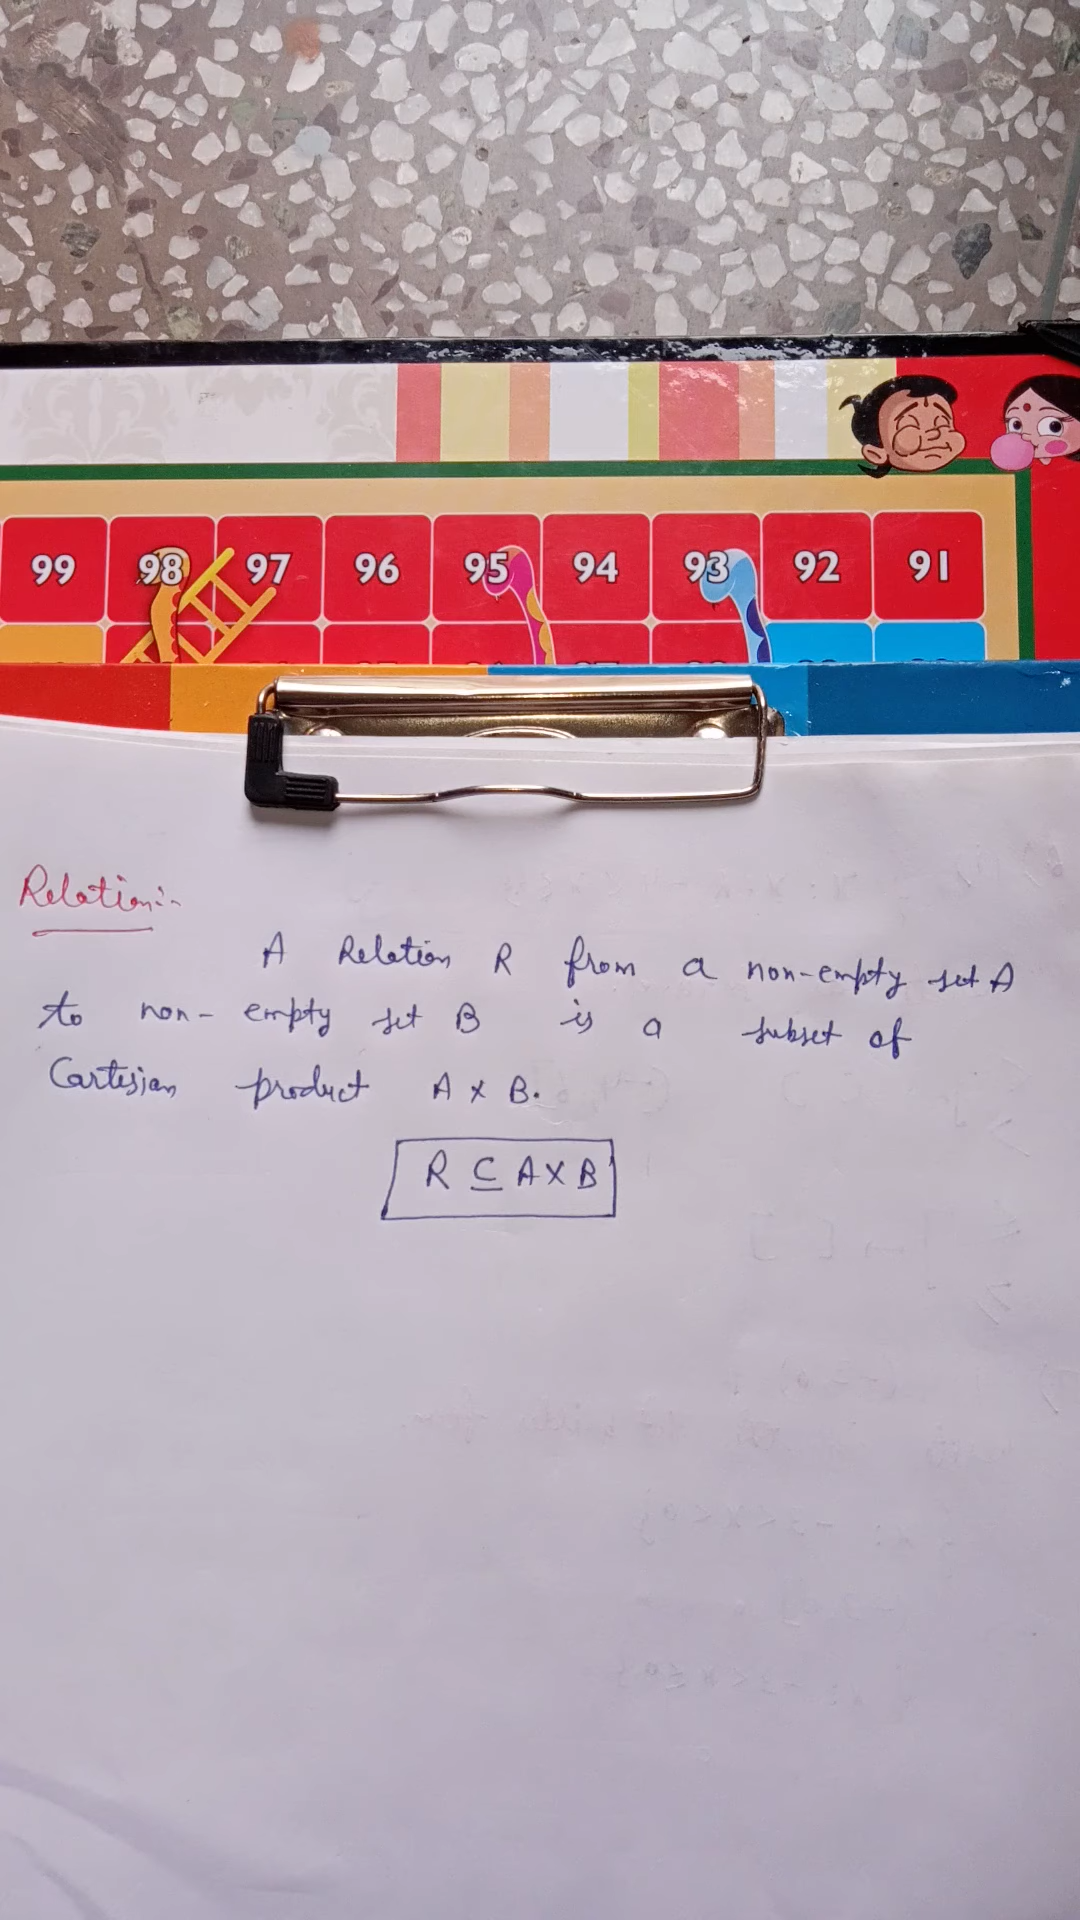 99 98 97 96 95 94 93 92 91
Relation:-
A Relation R from a non-empty set A
to non-empty set B is a subset of
Cartesian product A × B.
R ⊆ A × B